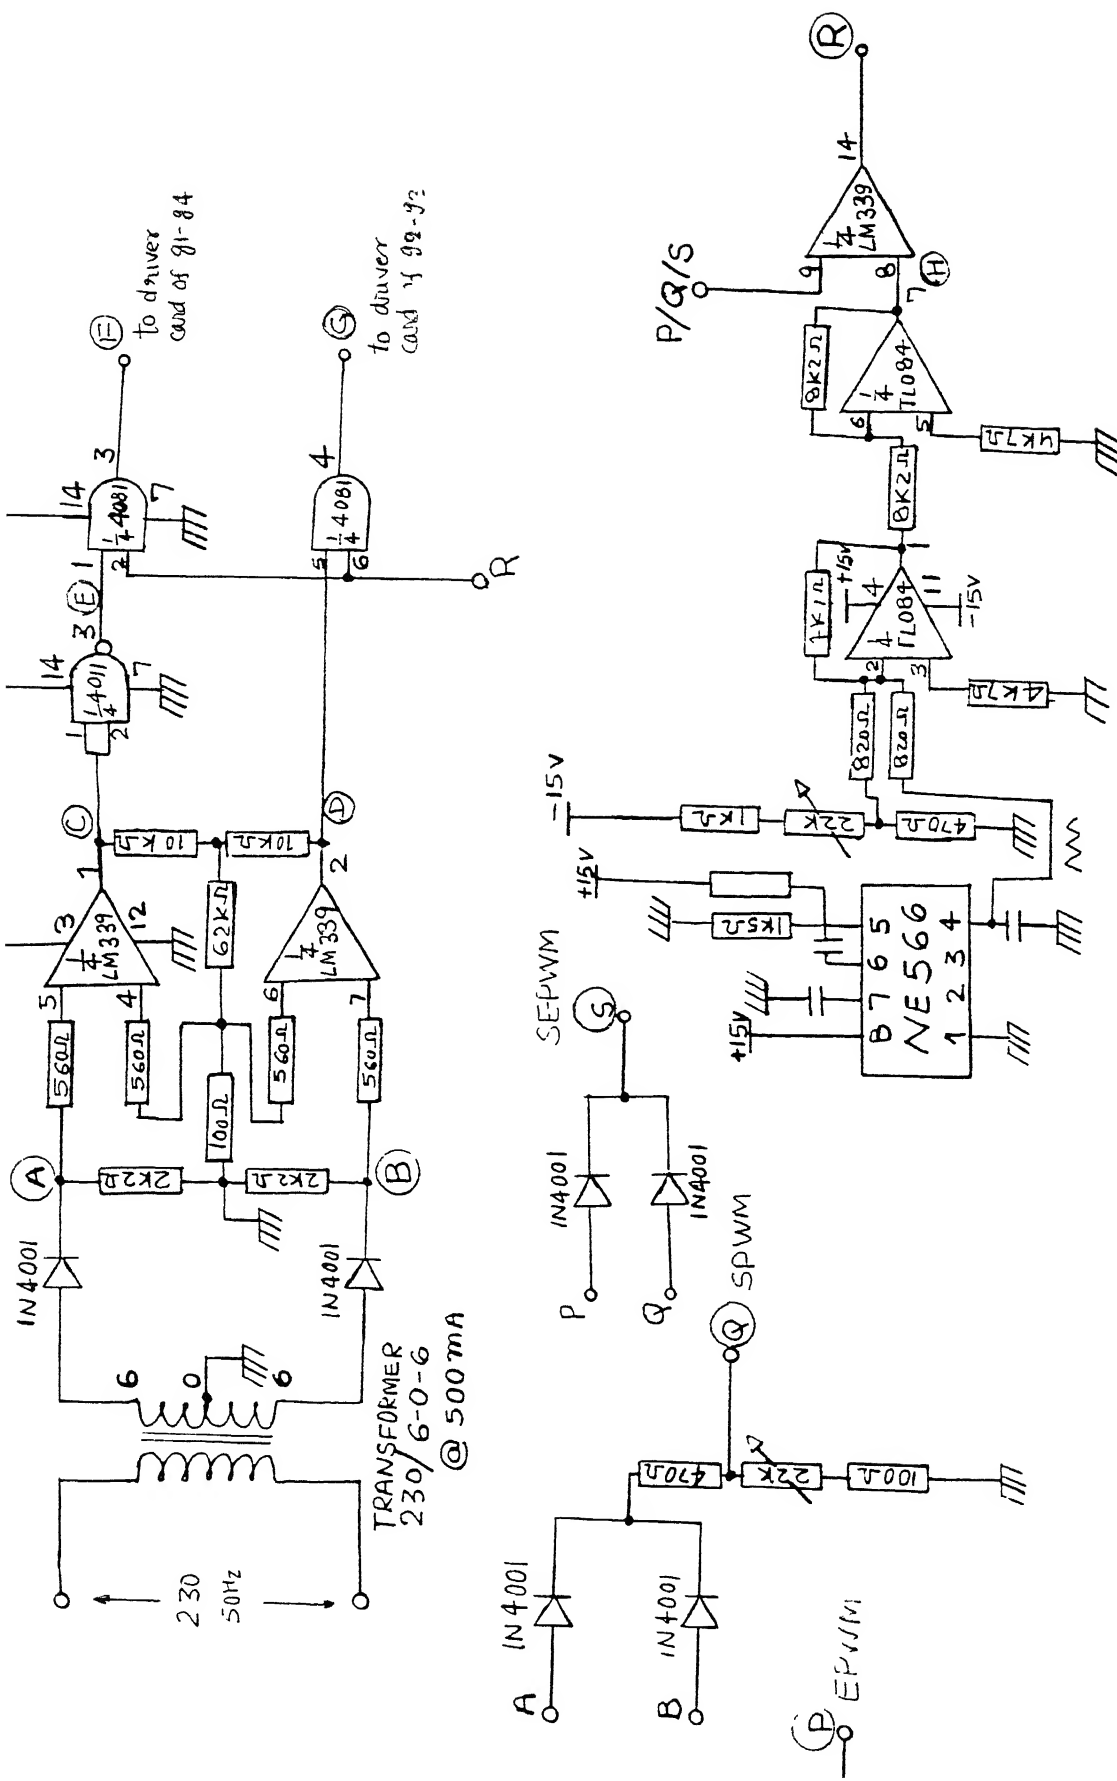 230
50Hz
TRANSFORMER
230/6-0-6
@ 500mA
6
0
6
1N4001
1N4001
A
B
2K2Ω
2K2Ω
560Ω
560Ω
100Ω
560Ω
560Ω
5
4
3
12
1/4
LM339
1
C
6
7
1/4
LM339
2
D
10KΩ
10KΩ
62KΩ
1
2
1/4 4011
14
7
3
E
1
2
1/4 4081
14
7
3
F
to driver
card of g1-g4
5
6
1/4 4081
4
G
to driver
R
A
1N4001
B
1N4001
470Ω
22K
100Ω
Q
SPWM
P
EPWM
P
1N4001
Q
1N4001
S
SEPWM
+15V
8 7 6 5
NE566
1 2 3 4
1K5Ω
+15V
-15V
1KΩ
22K
470Ω
820Ω
820Ω
2
3
1/4
TL084
4
+15V
11
-15V
4K7Ω
8K2Ω
6
5
1/4
TL084
7
8K2Ω
4K7Ω
H
P/Q/S
9
8
1/4
LM339
14
R